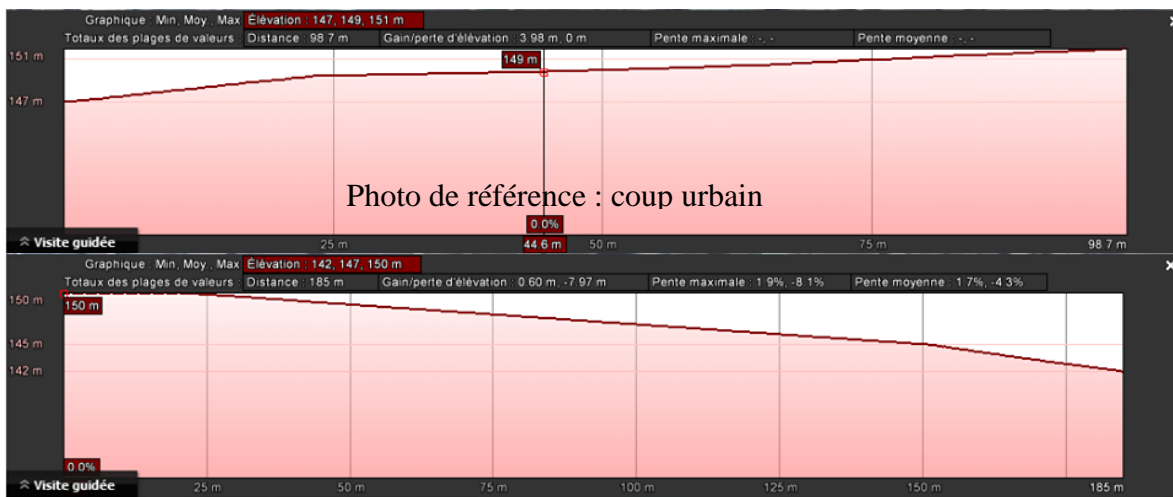 Graphique : Min, Moy., Max Élévation : 147, 149, 151 m
Totaux des plages de valeurs : Distance : 98.7 m Gain/perte d'élévation : 3.98 m, 0 m Pente maximale : -, - Pente moyenne : -, -
151 m
149 m
147 m
Photo de référence : coup urbain
0.0%
Visite guidée 25 m 44.6 m 50 m 75 m 98.7 m
Graphique : Min, Moy., Max Élévation : 142, 147, 150 m
Totaux des plages de valeurs : Distance : 185 m Gain/perte d'élévation : 0.60 m, -7.97 m Pente maximale : 1.9%, -8.1% Pente moyenne : 1.7%, -4.3%
150 m
150 m
145 m
142 m
0.0%
Visite guidée 25 m 50 m 75 m 100 m 125 m 150 m 185 m